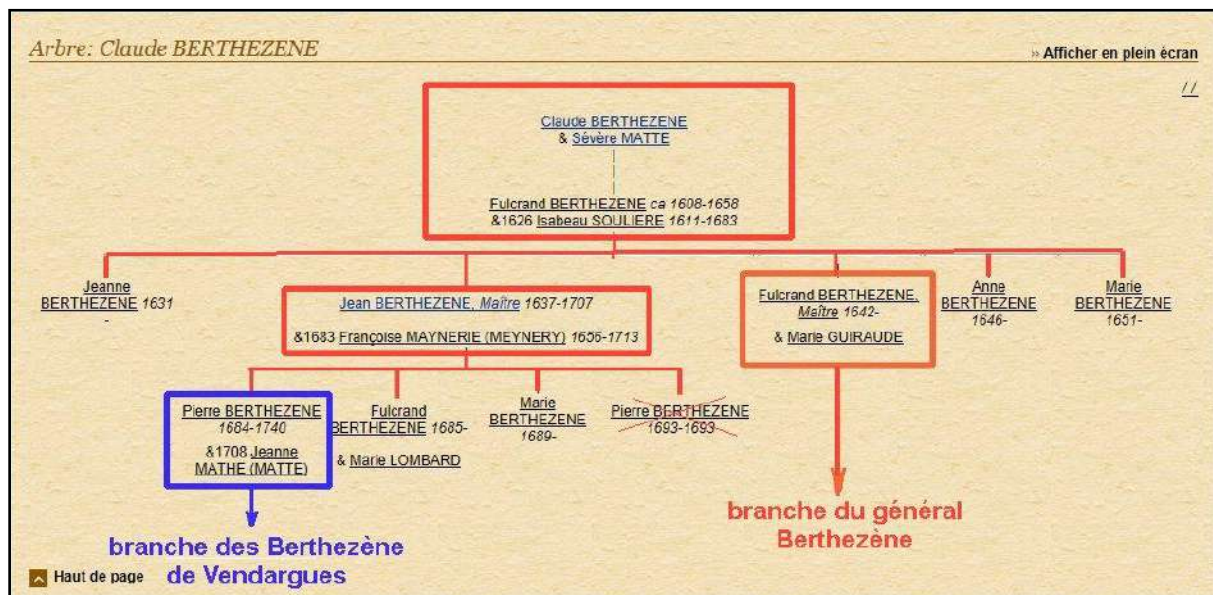 Arbre: Claude BERTHEZENE
» Afficher en plein écran
//
Claude BERTHEZENE
& Sévère MATTE
Fulcrand BERTHEZENE ca 1608-1658
&1626 Isabeau SOULIERE 1611-1683
Jeanne
BERTHEZENE 1631
-
Jean BERTHEZENE, Maître 1637-1707
&1683 Françoise MAYNERIE (MEYNERY) 1656-1713
Fulcrand BERTHEZENE,
Maître 1642-
& Marie GUIRAUDE
Anne
BERTHEZENE
1646-
Marie
BERTHEZENE
1651-
Pierre BERTHEZENE
1684-1740
&1708 Jeanne
MATHE (MATTE)
Fulcrand
BERTHEZENE 1685-
& Marie LOMBARD
Marie
BERTHEZENE
1689-
Pierre BERTHEZENE
1693-1693
branche des Berthezène
de Vendargues
branche du général
Berthezène
Haut de page